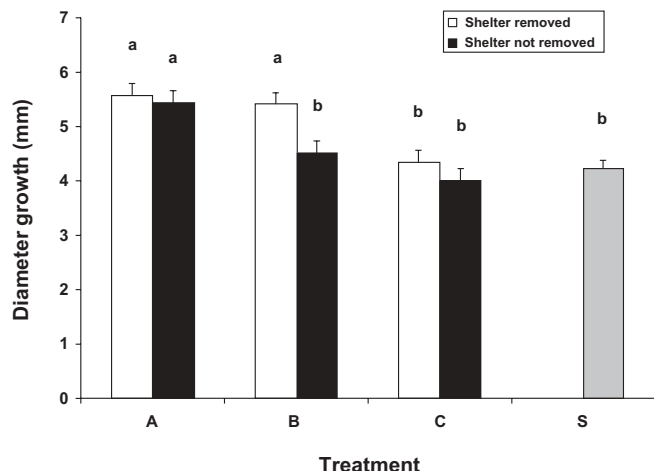 7
Shelter removed
Shelter not removed
a a a
6
b
b b b
5
4
3
2
1
0
A B C S
Diameter growth (mm)
Treatment